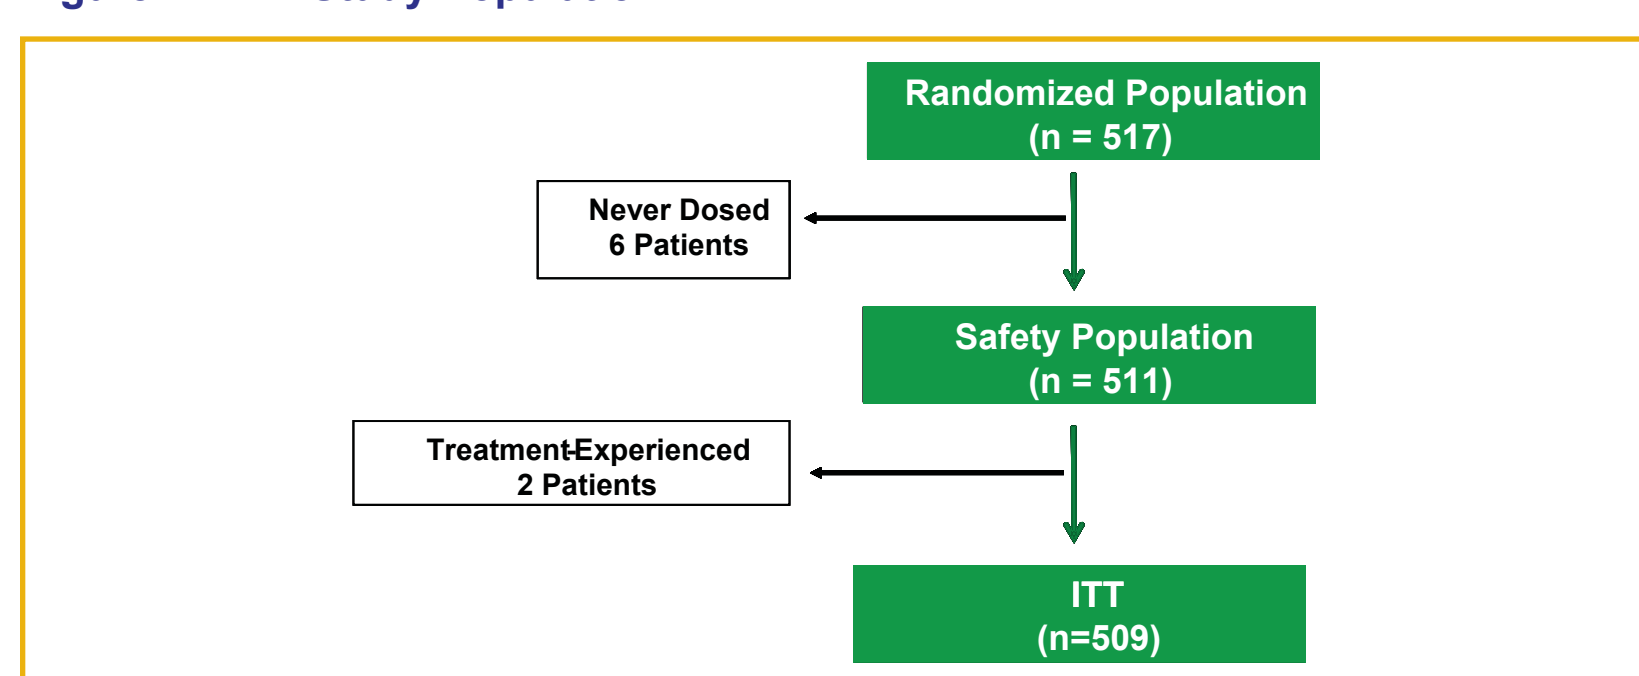 Randomized Population
(n = 517)
Never Dosed
6 Patients
Safety Population
(n = 511)
Treatment-Experienced
2 Patients
ITT
(n=509)